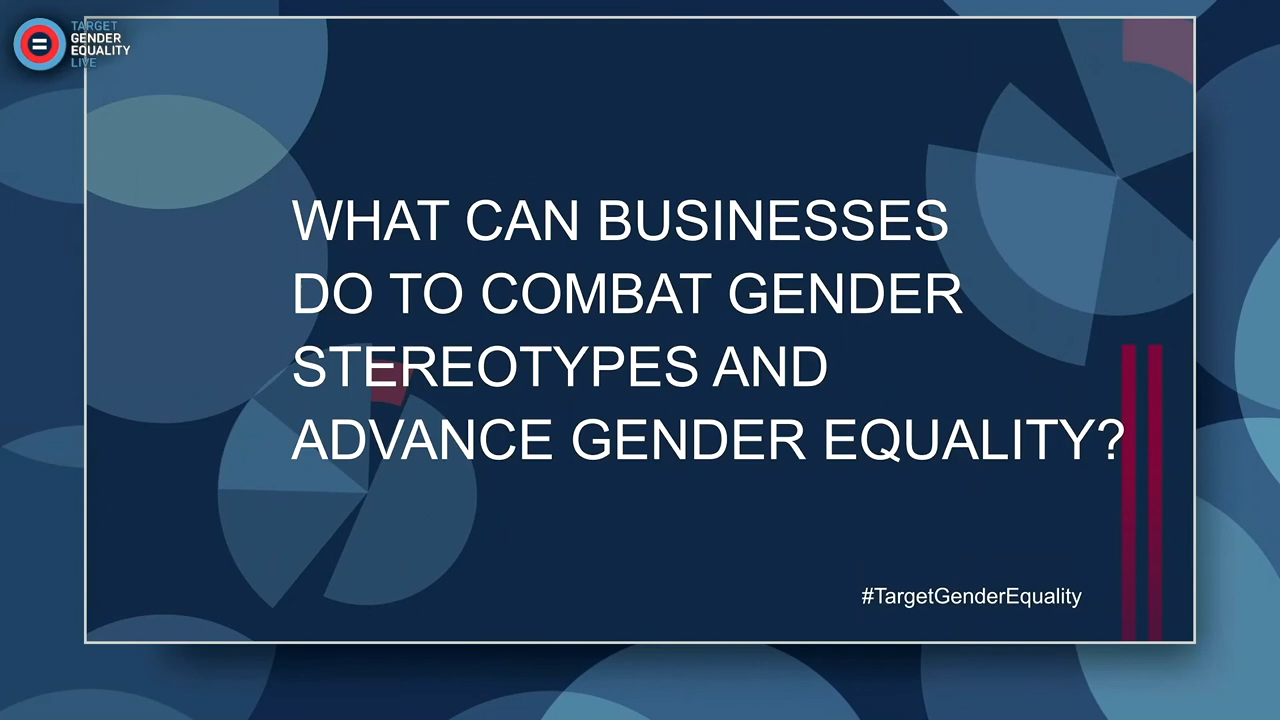 TARGET
GENDER
EQUALITY
LIVE
WHAT CAN BUSINESSES
DO TO COMBAT GENDER
STEREOTYPES AND
ADVANCE GENDER EQUALITY?
#TargetGenderEquality